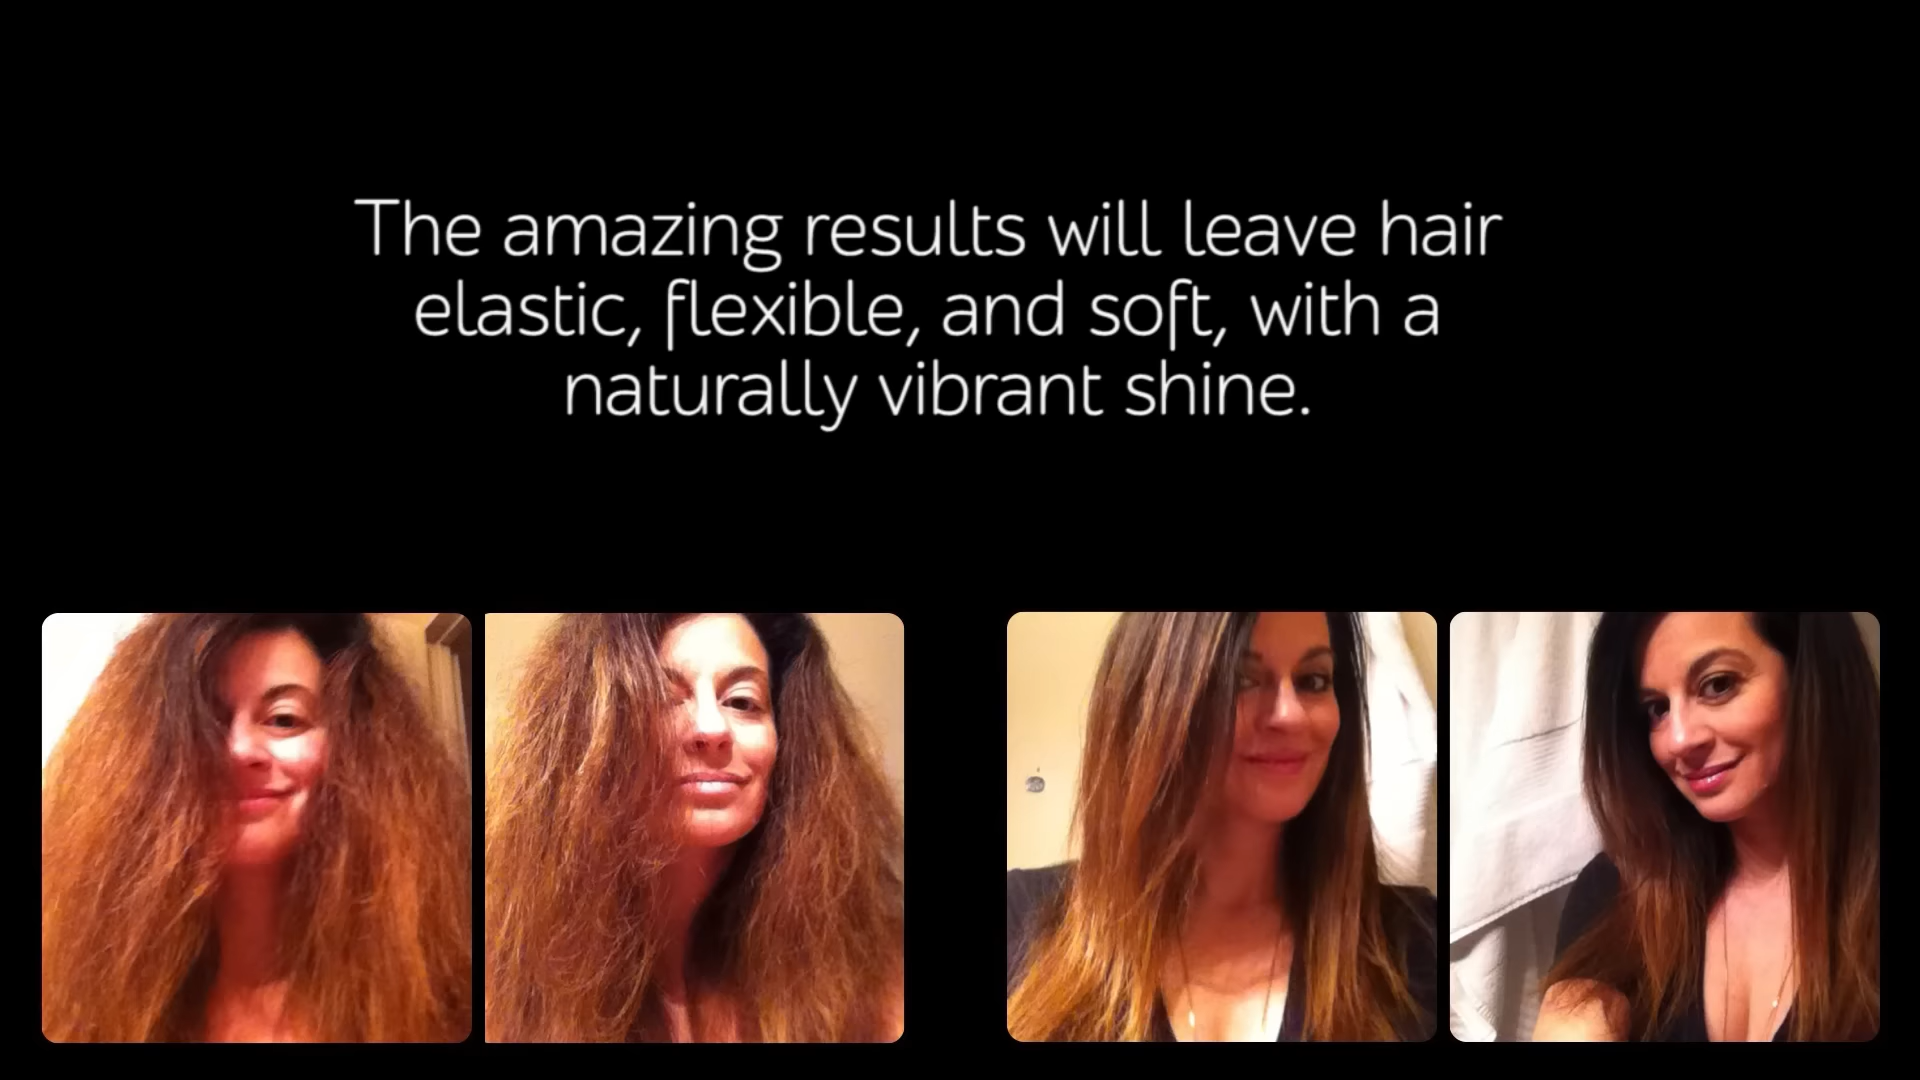 The amazing results will leave hair
elastic, flexible, and soft, with a
naturally vibrant shine.